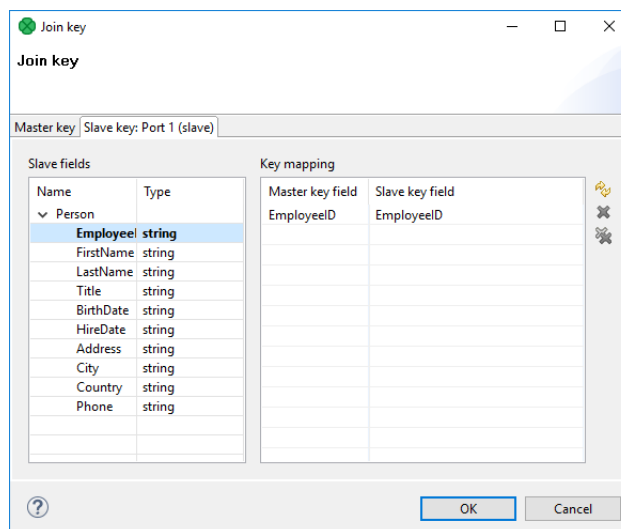 Join key
Join key
Master key Slave key: Port 1 (slave)
Slave fields Key mapping
Name Type Master key field Slave key field
Person EmployeeID EmployeeID
Employeel string
FirstName string
LastName string
Title string
BirthDate string
HireDate string
Address string
City string
Country string
Phone string
? OK Cancel